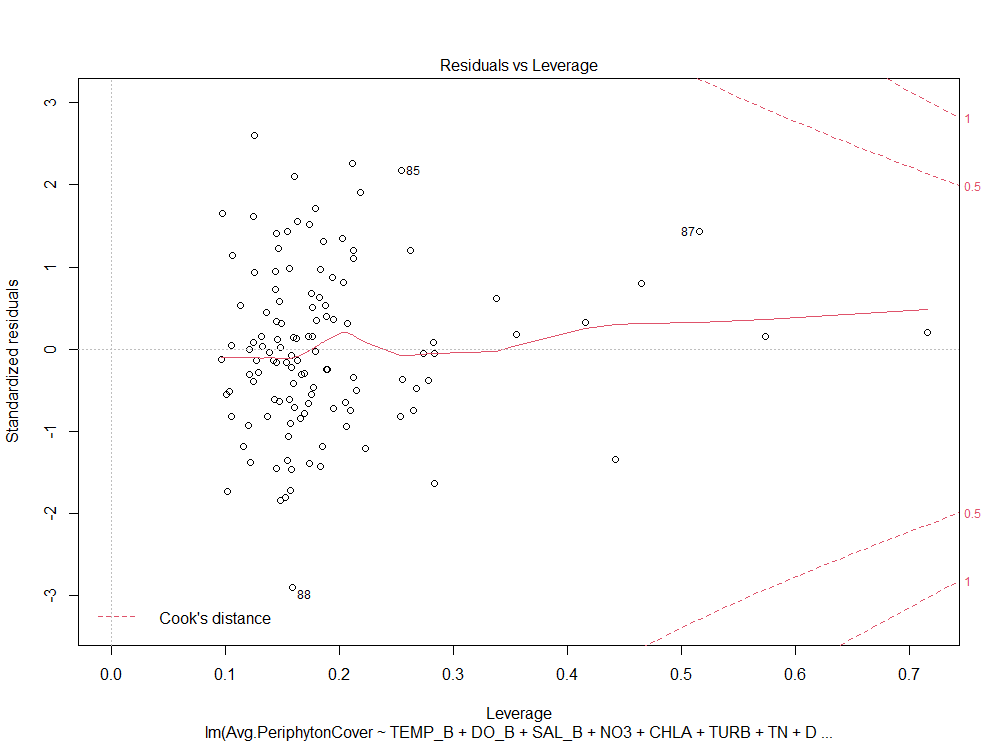 Residuals vs Leverage
Standardized residuals
3
2
1
0
-1
-2
-3
85
87
88
1
0.5
0.5
1
Cook's distance
0.0 0.1 0.2 0.3 0.4 0.5 0.6 0.7
Leverage
lm(Avg.PeriphytonCover ~ TEMP_B + DO_B + SAL_B + NO3 + CHLA + TURB + TN + D ...